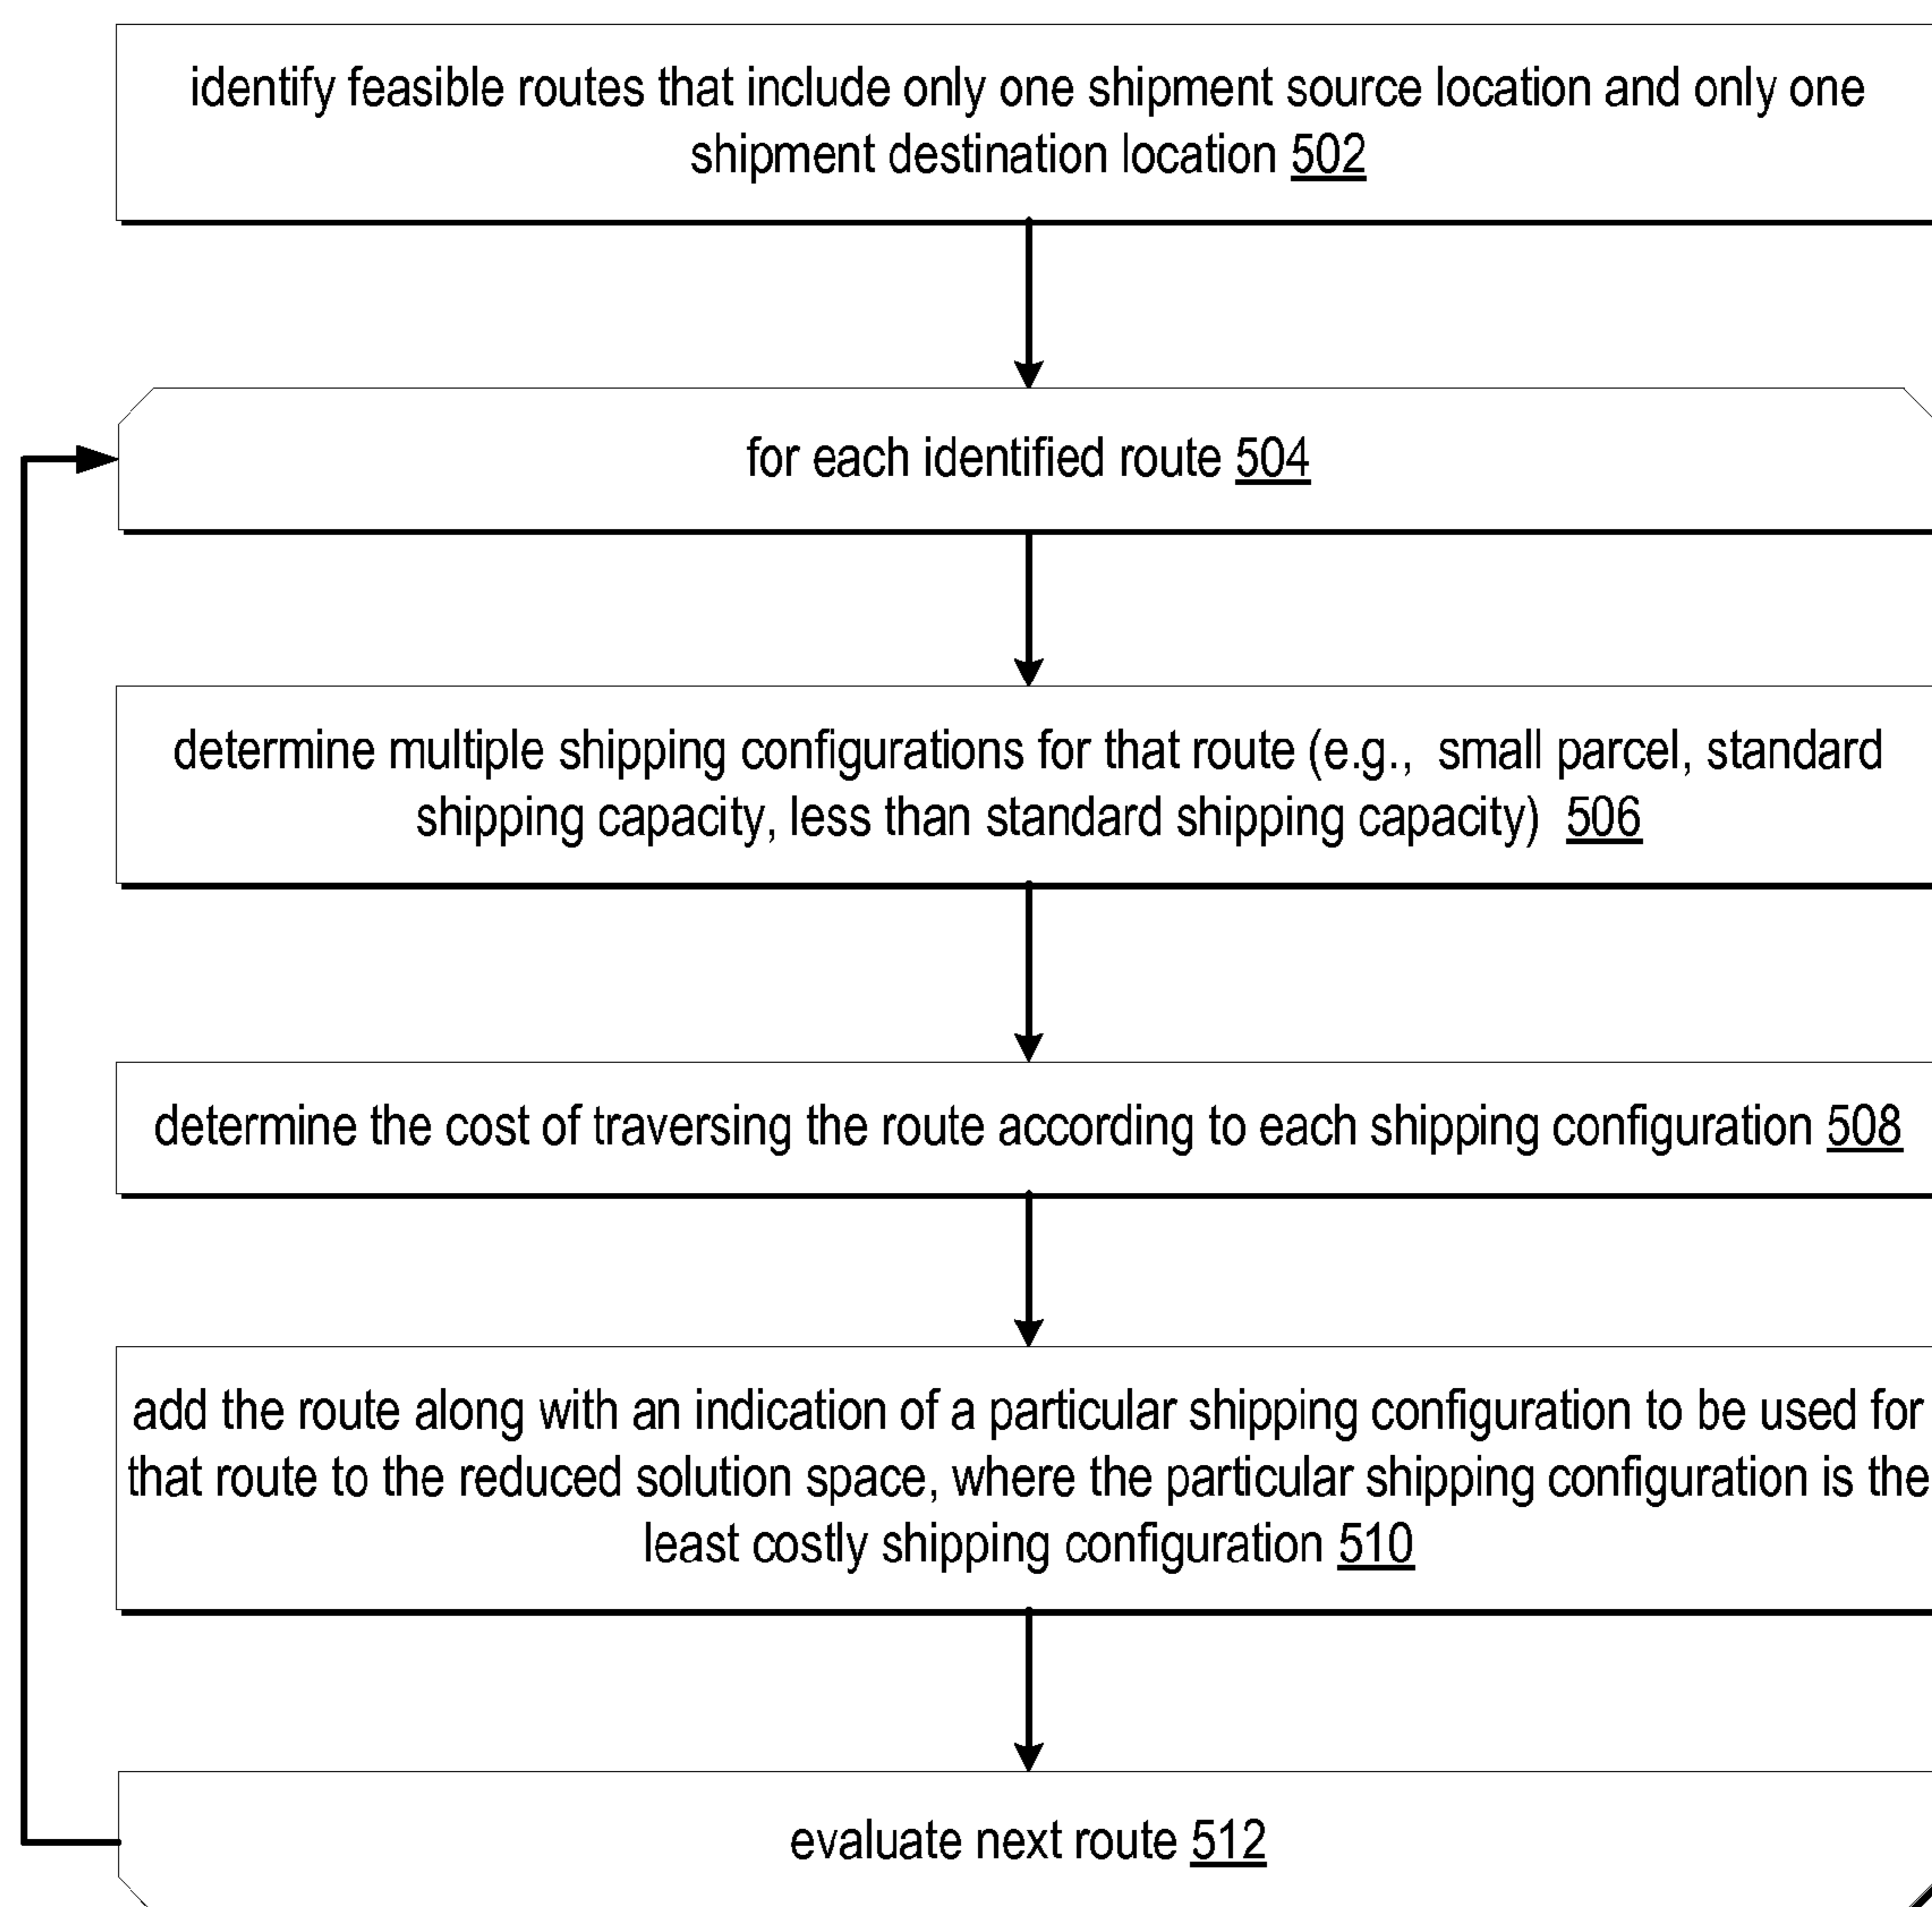 identify feasible routes that include only one shipment source location and only one
shipment destination location 502
for each identified route 504
determine multiple shipping configurations for that route (e.g., small parcel, standard
shipping capacity, less than standard shipping capacity) 506
determine the cost of traversing the route according to each shipping configuration 508
add the route along with an indication of a particular shipping configuration to be used for
that route to the reduced solution space, where the particular shipping configuration is the
least costly shipping configuration 510
evaluate next route 512